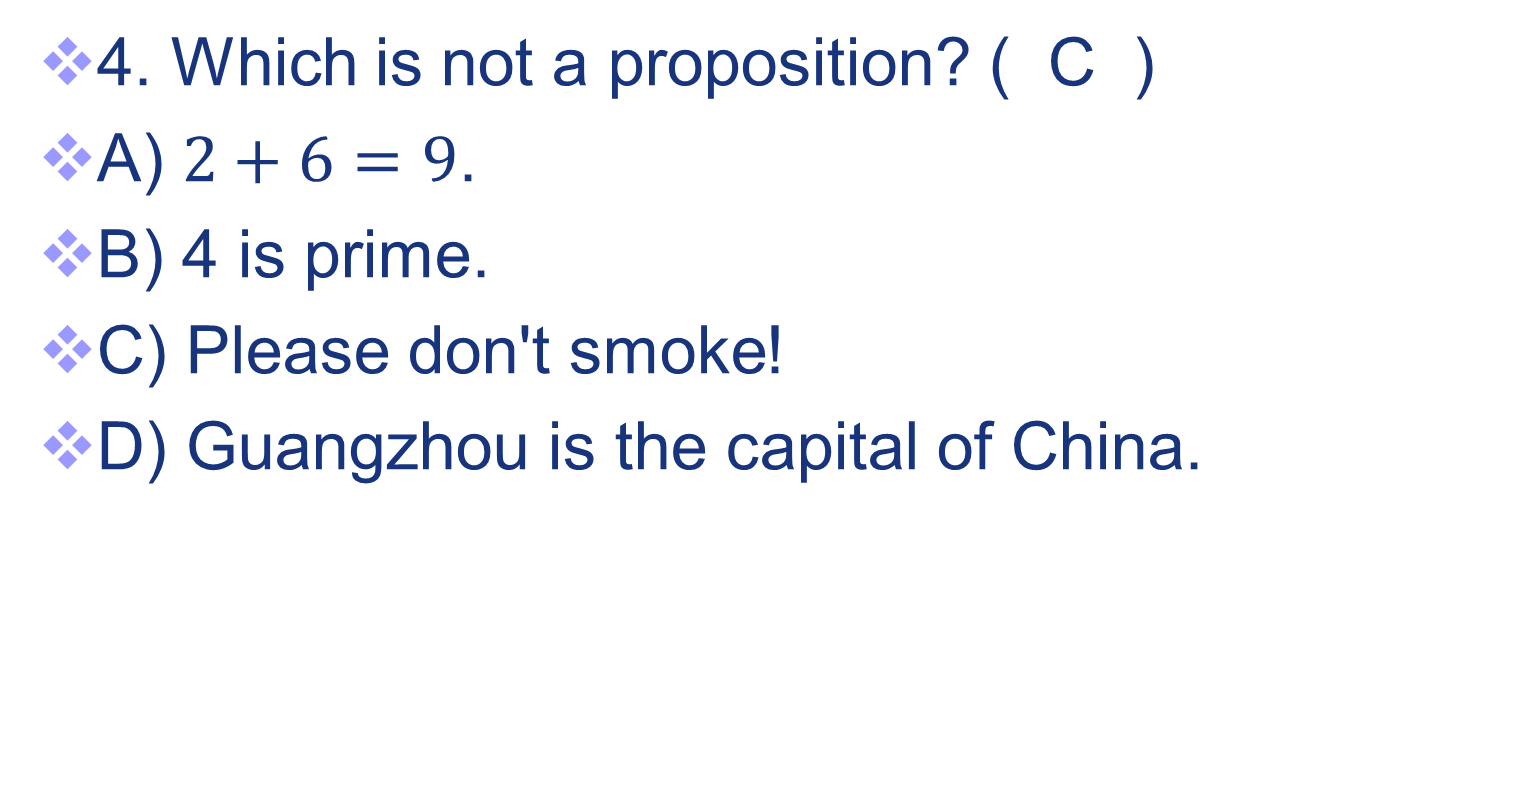 ❖4. Which is not a proposition? ( C )
❖A) 2 + 6 = 9.
❖B) 4 is prime.
❖C) Please don't smoke!
❖D) Guangzhou is the capital of China.